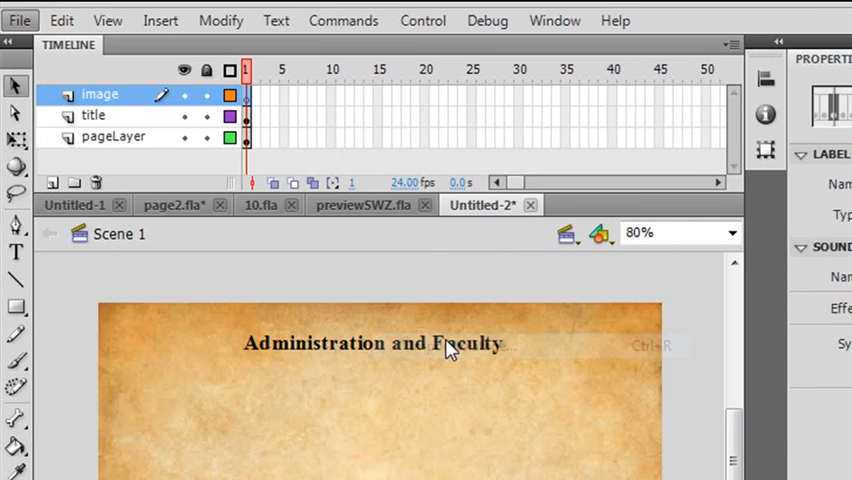 File Edit View Insert Modify Text Commands Control Debug Window Help
TIMELINE
PROPERTI
1 5 10 15 20 25 30 35 40 45 50
image
title
pageLayer
LABEL
Na
Typ
1 24.00 fps 0.0 s
Untitled-1 page2.fla* 10.fla previewSWZ.fla Untitled-2*
Scene 1 80%
SOUND
Nam
Effe
Sy
Administration and Faculty
Ctrl+R